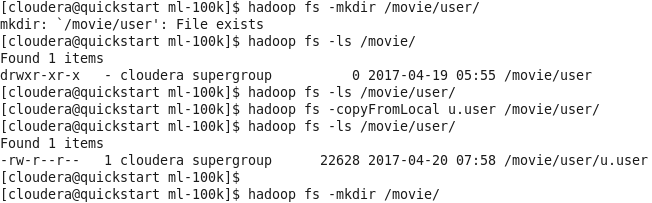 [cloudera@quickstart ml-100k]$ hadoop fs -mkdir /movie/user/
mkdir: `/movie/user': File exists
[cloudera@quickstart ml-100k]$ hadoop fs -ls /movie/
Found 1 items
drwxr-xr-x   - cloudera supergroup          0 2017-04-19 05:55 /movie/user
[cloudera@quickstart ml-100k]$ hadoop fs -ls /movie/user/
[cloudera@quickstart ml-100k]$ hadoop fs -copyFromLocal u.user /movie/user/
[cloudera@quickstart ml-100k]$ hadoop fs -ls /movie/user/
Found 1 items
-rw-r--r--   1 cloudera supergroup      22628 2017-04-20 07:58 /movie/user/u.user
[cloudera@quickstart ml-100k]$
[cloudera@quickstart ml-100k]$ hadoop fs -mkdir /movie/